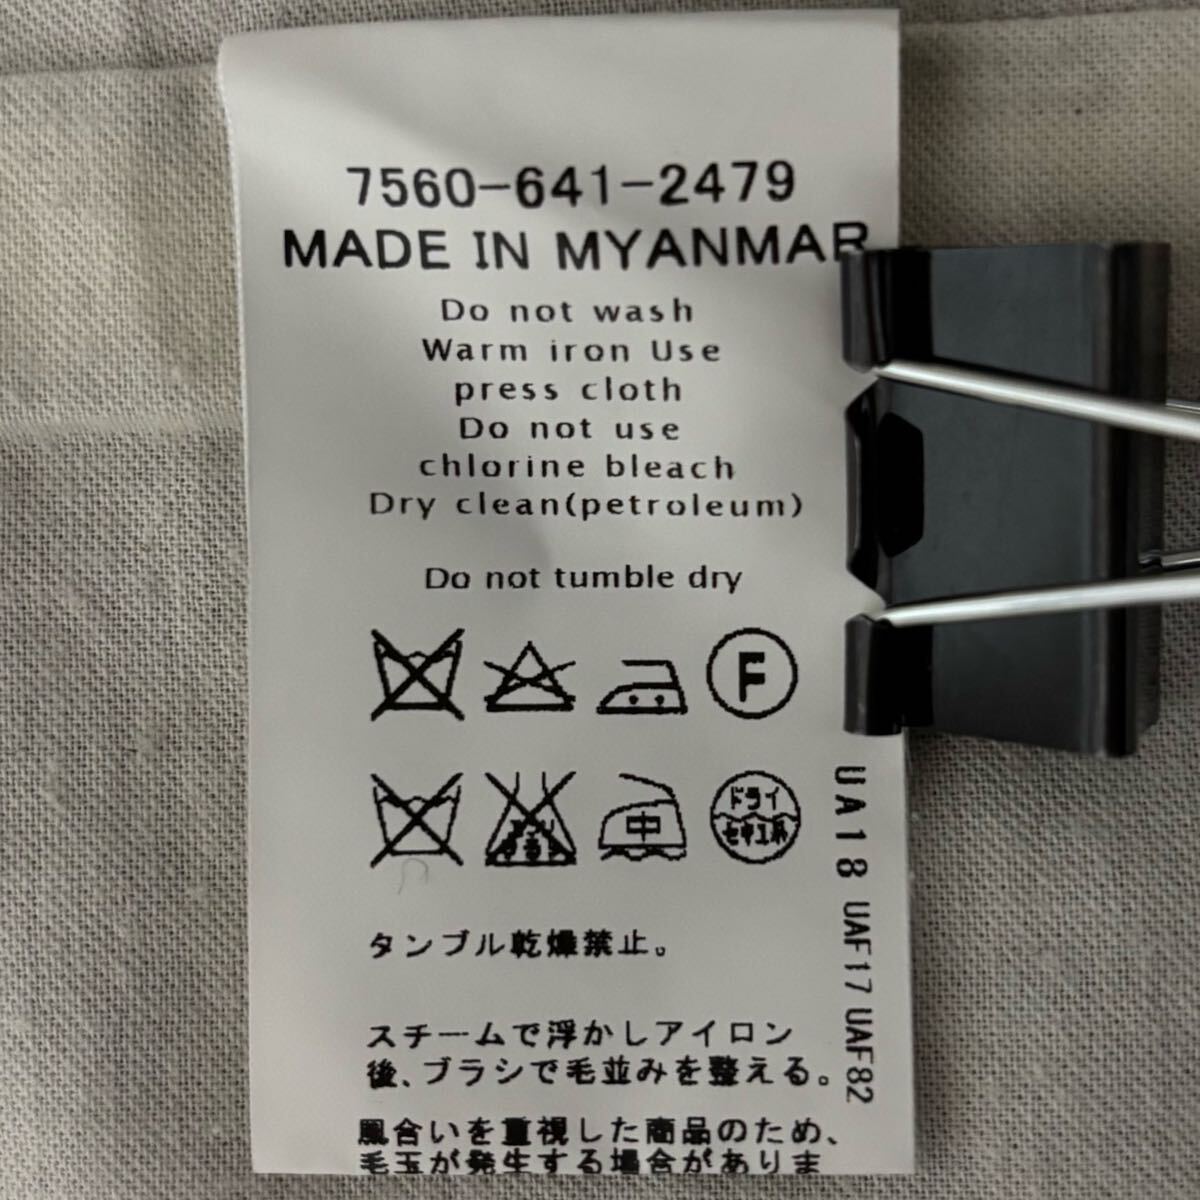 7560-641-2479
MADE IN MYANMAR
Do not wash
Warm iron Use
press cloth
Do not use
chlorine bleach
Dry clean(petroleum)
Do not tumble dry
F
中
ドライ
セキユ系
タンブル乾燥禁止。
スチームで浮かしアイロン
後、ブラシで毛並みを整える。
風合いを重視した商品のため、
毛玉が発生する場合がありま
UA18 UAF17 UAF82